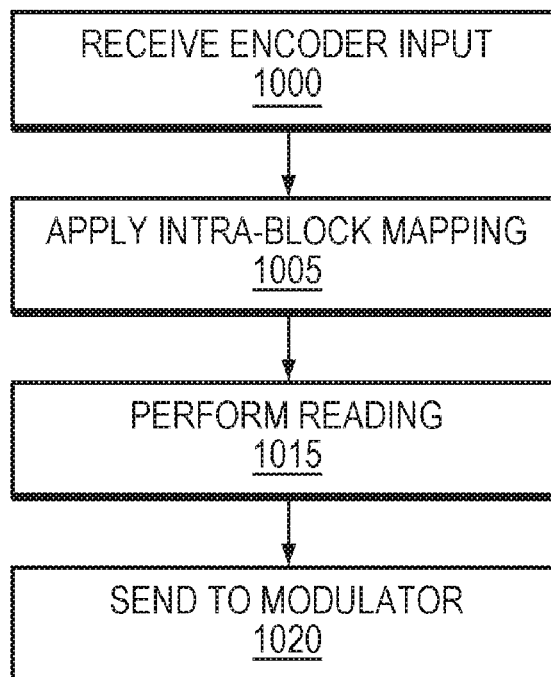 RECEIVE ENCODER INPUT
1000
APPLY INTRA-BLOCK MAPPING
1005
PERFORM READING
1015
SEND TO MODULATOR
1020